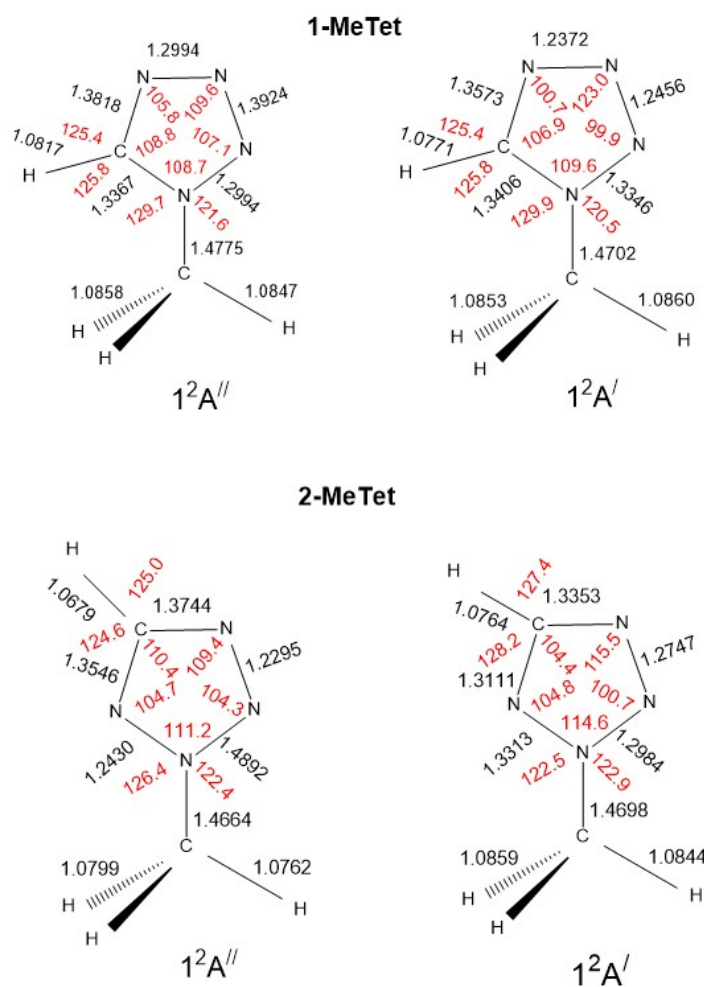 1-MeTet
1.2994
N N
1.3818 105.8 109.6 1.3924
1.0817 125.4 108.8 107.1 N
H C 125.8 108.7
1.3367 1.2994
129.7 N 121.6
1.4775
C
1.0858 1.0847
H H H
1²A//
1.2372
N N
1.3573 100.7 123.0 1.2456
1.0771 125.4 106.9 99.9 N
H C 125.8 109.6
1.3406 1.3346
129.9 N 120.5
1.4702
C
1.0853 1.0860
H H H
1²A/
2-MeTet
H
1.0679 125.0 1.3744
124.6 C N
1.3546 110.4 109.4 1.2295
N 104.7 104.3 N
111.2
1.2430 1.4892
126.4 N 122.4
1.4664
C
1.0799 1.0762
H H H
1²A//
H
1.0764 127.4 1.3353
128.2 C N
1.3111 104.4 115.5 1.2747
N 104.8 100.7 N
114.6
1.3313 1.2984
122.5 N 122.9
1.4698
C
1.0859 1.0844
H H H
1²A/